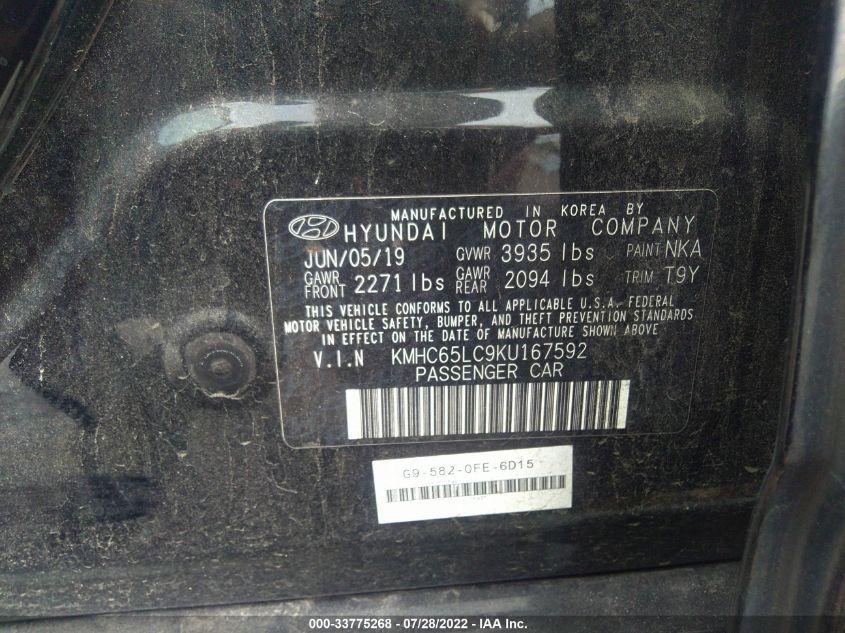 MANUFACTURED IN KOREA BY
HYUNDAI MOTOR COMPANY
JUN/05/19 GVWR 3935 lbs PAINT NKA
GAWR FRONT 2271 lbs GAWR REAR 2094 lbs TRIM T9Y
THIS VEHICLE CONFORMS TO ALL APPLICABLE U.S.A. FEDERAL
MOTOR VEHICLE SAFETY, BUMPER, AND THEFT PREVENTION STANDARDS
IN EFFECT ON THE DATE OF MANUFACTURE SHOWN ABOVE
V.I.N KMHC65LC9KU167592
PASSENGER CAR
G9-582-0FE-6D15
000-33775268 - 07/28/2022 - IAA Inc.